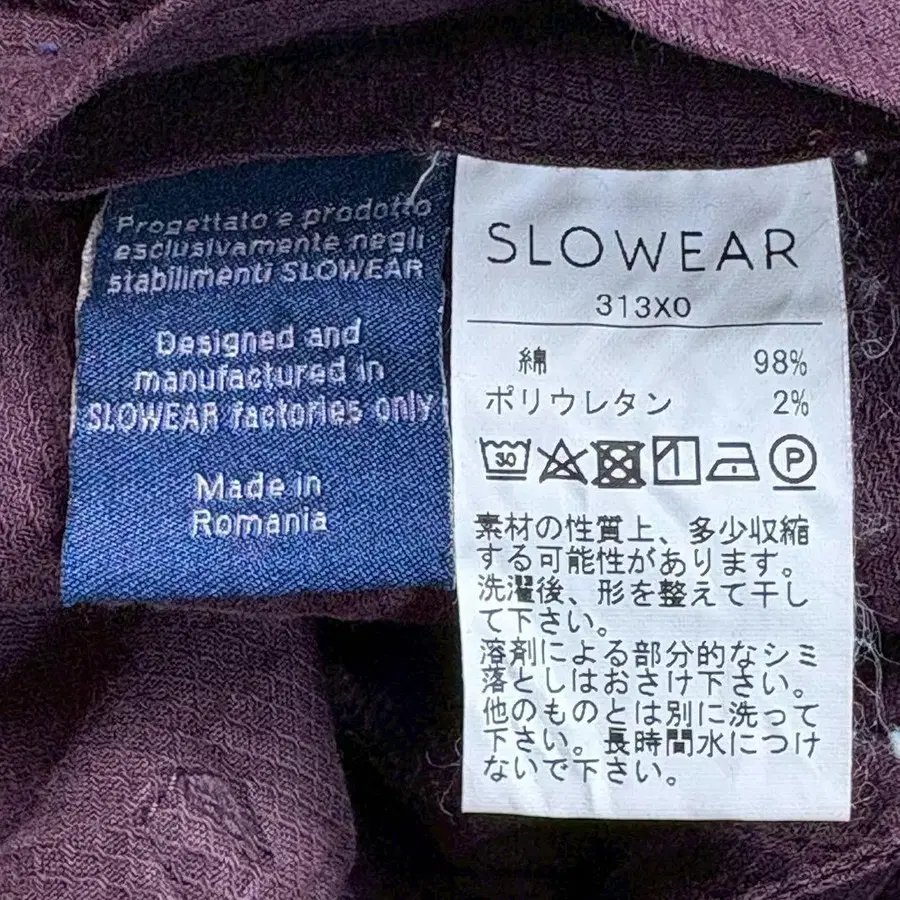 Progettato e prodotto
esclusivamente negli
stabilimenti SLOWEAR
Designed and
manufactured in
SLOWEAR factories only
Made in
Romania
SLOWEAR
313X0
綿 98%
ポリウレタン 2%
30
P
素材の性質上、多少収縮
する可能性があります。
洗濯後、形を整えて干し
て下さい。
溶剤による部分的なシミ
落としはおさけ下さい。
他のものとは別に洗って
下さい。長時間水につけ
ないで下さい。